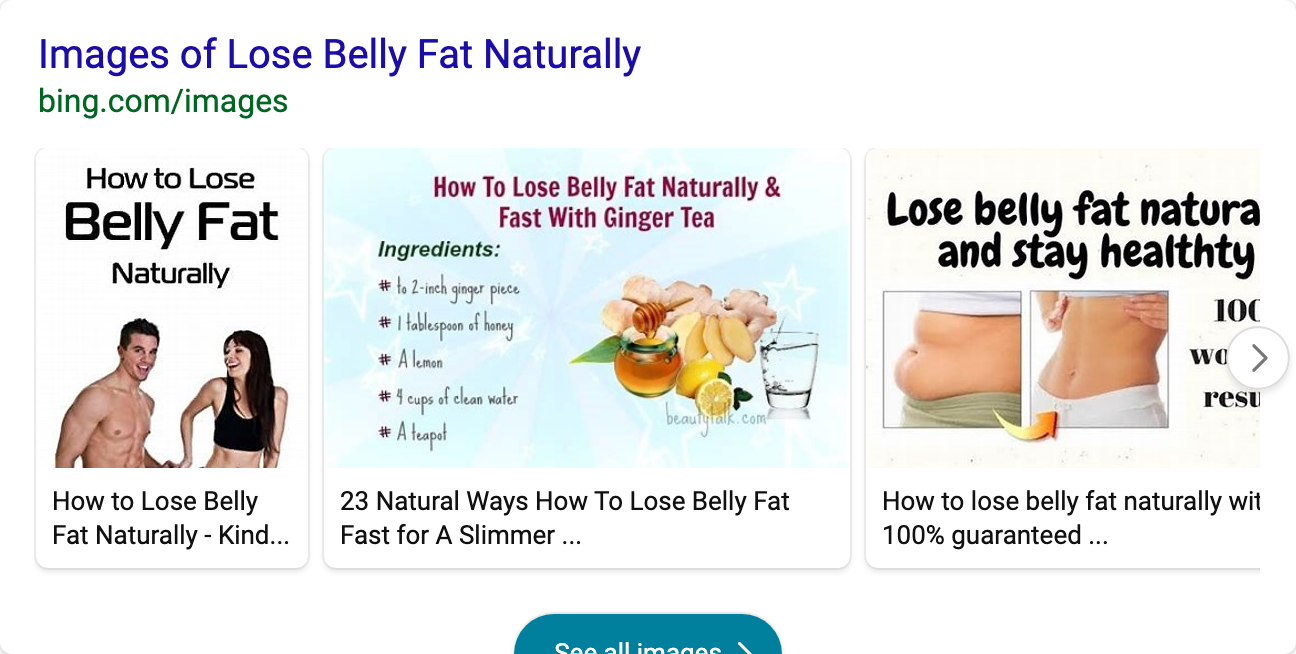 Images of Lose Belly Fat Naturally
bing.com/images
How to Lose
Belly Fat
Naturally
How to Lose Belly
Fat Naturally - Kind...
How To Lose Belly Fat Naturally &
Fast With Ginger Tea
Ingredients:
# to 2-inch ginger piece
# 1 tablespoon of honey
# A lemon
# 4 cups of clean water
# A teapot
beautytalk.com
23 Natural Ways How To Lose Belly Fat
Fast for A Slimmer ...
Lose belly fat natura
and stay healthty
100
wo
resu
How to lose belly fat naturally wit
100% guaranteed ...
See all images